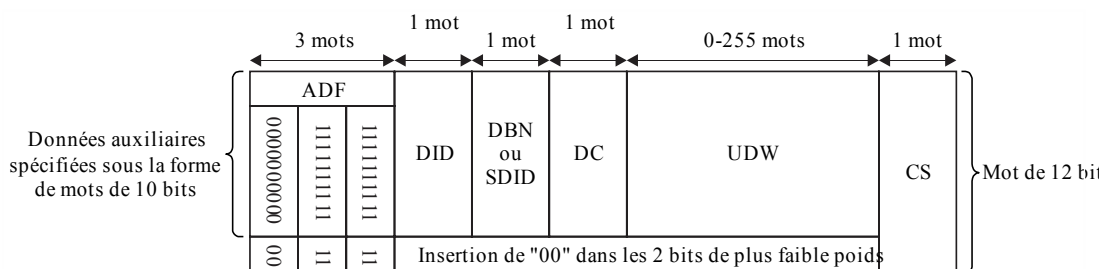 1 mot 1 mot
3 mots 1 mot 0-255 mots 1 mot
ADF
Données auxiliaires
spécifiées sous la forme
de mots de 10 bits
0000000000
1111111111
1111111111
DID
DBN
ou
SDID
DC
UDW
CS
Mot de 12 bit
00
11
11
Insertion de "00" dans les 2 bits de plus faible poids